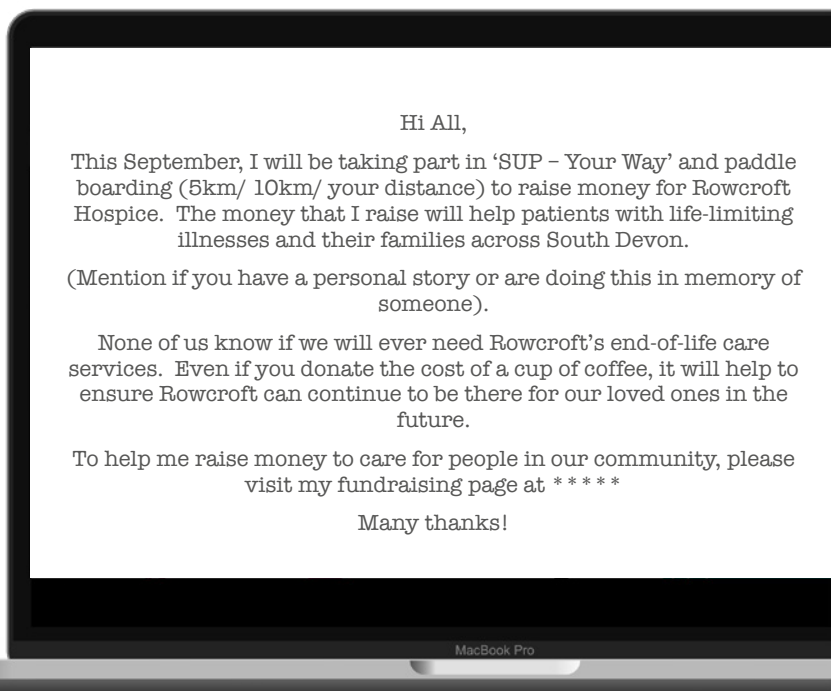 Hi All,
This September, I will be taking part in ‘SUP – Your Way’ and paddle
boarding (5km/ 10km/ your distance) to raise money for Rowcroft
Hospice.  The money that I raise will help patients with life-limiting
illnesses and their families across South Devon.
(Mention if you have a personal story or are doing this in memory of
someone).
None of us know if we will ever need Rowcroft’s end-of-life care
services.  Even if you donate the cost of a cup of coffee, it will help to
ensure Rowcroft can continue to be there for our loved ones in the
future.
To help me raise money to care for people in our community, please
visit my fundraising page at *****
Many thanks!
MacBook Pro